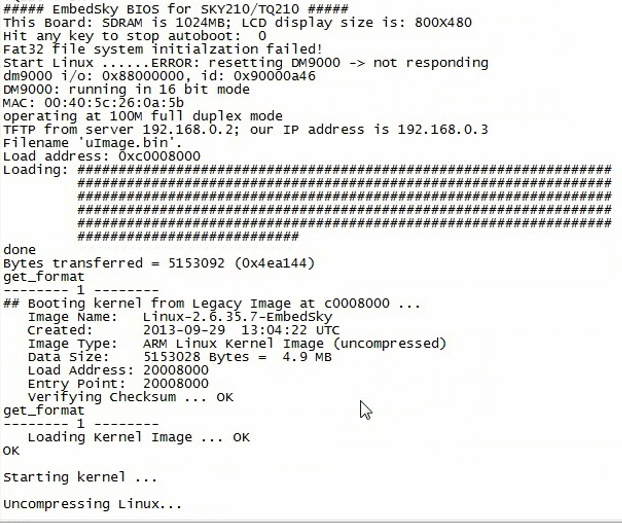 ##### EmbedSky BIOS for SKY210/TQ210 #####
This Board: SDRAM is 1024MB; LCD display size is: 800X480
Hit any key to stop autoboot:  0
Fat32 file system initialzation failed!
Start Linux ......ERROR: resetting DM9000 -> not responding
dm9000 i/o: 0x88000000, id: 0x90000a46
DM9000: running in 16 bit mode
MAC: 00:40:5c:26:0a:5b
operating at 100M full duplex mode
TFTP from server 192.168.0.2; our IP address is 192.168.0.3
Filename 'uImage.bin'.
Load address: 0xc0008000
Loading: #################################################################
#################################################################
#################################################################
#################################################################
#################################################################
###########################
done
Bytes transferred = 5153092 (0x4ea144)
get_format
-------- 1 --------
## Booting kernel from Legacy Image at c0008000 ...
Image Name:   Linux-2.6.35.7-EmbedSky
Created:      2013-09-29  13:04:22 UTC
Image Type:   ARM Linux Kernel Image (uncompressed)
Data Size:    5153028 Bytes =  4.9 MB
Load Address: 20008000
Entry Point:  20008000
Verifying Checksum ... OK
get_format
-------- 1 --------
Loading Kernel Image ... OK
OK
Starting kernel ...
Uncompressing Linux...